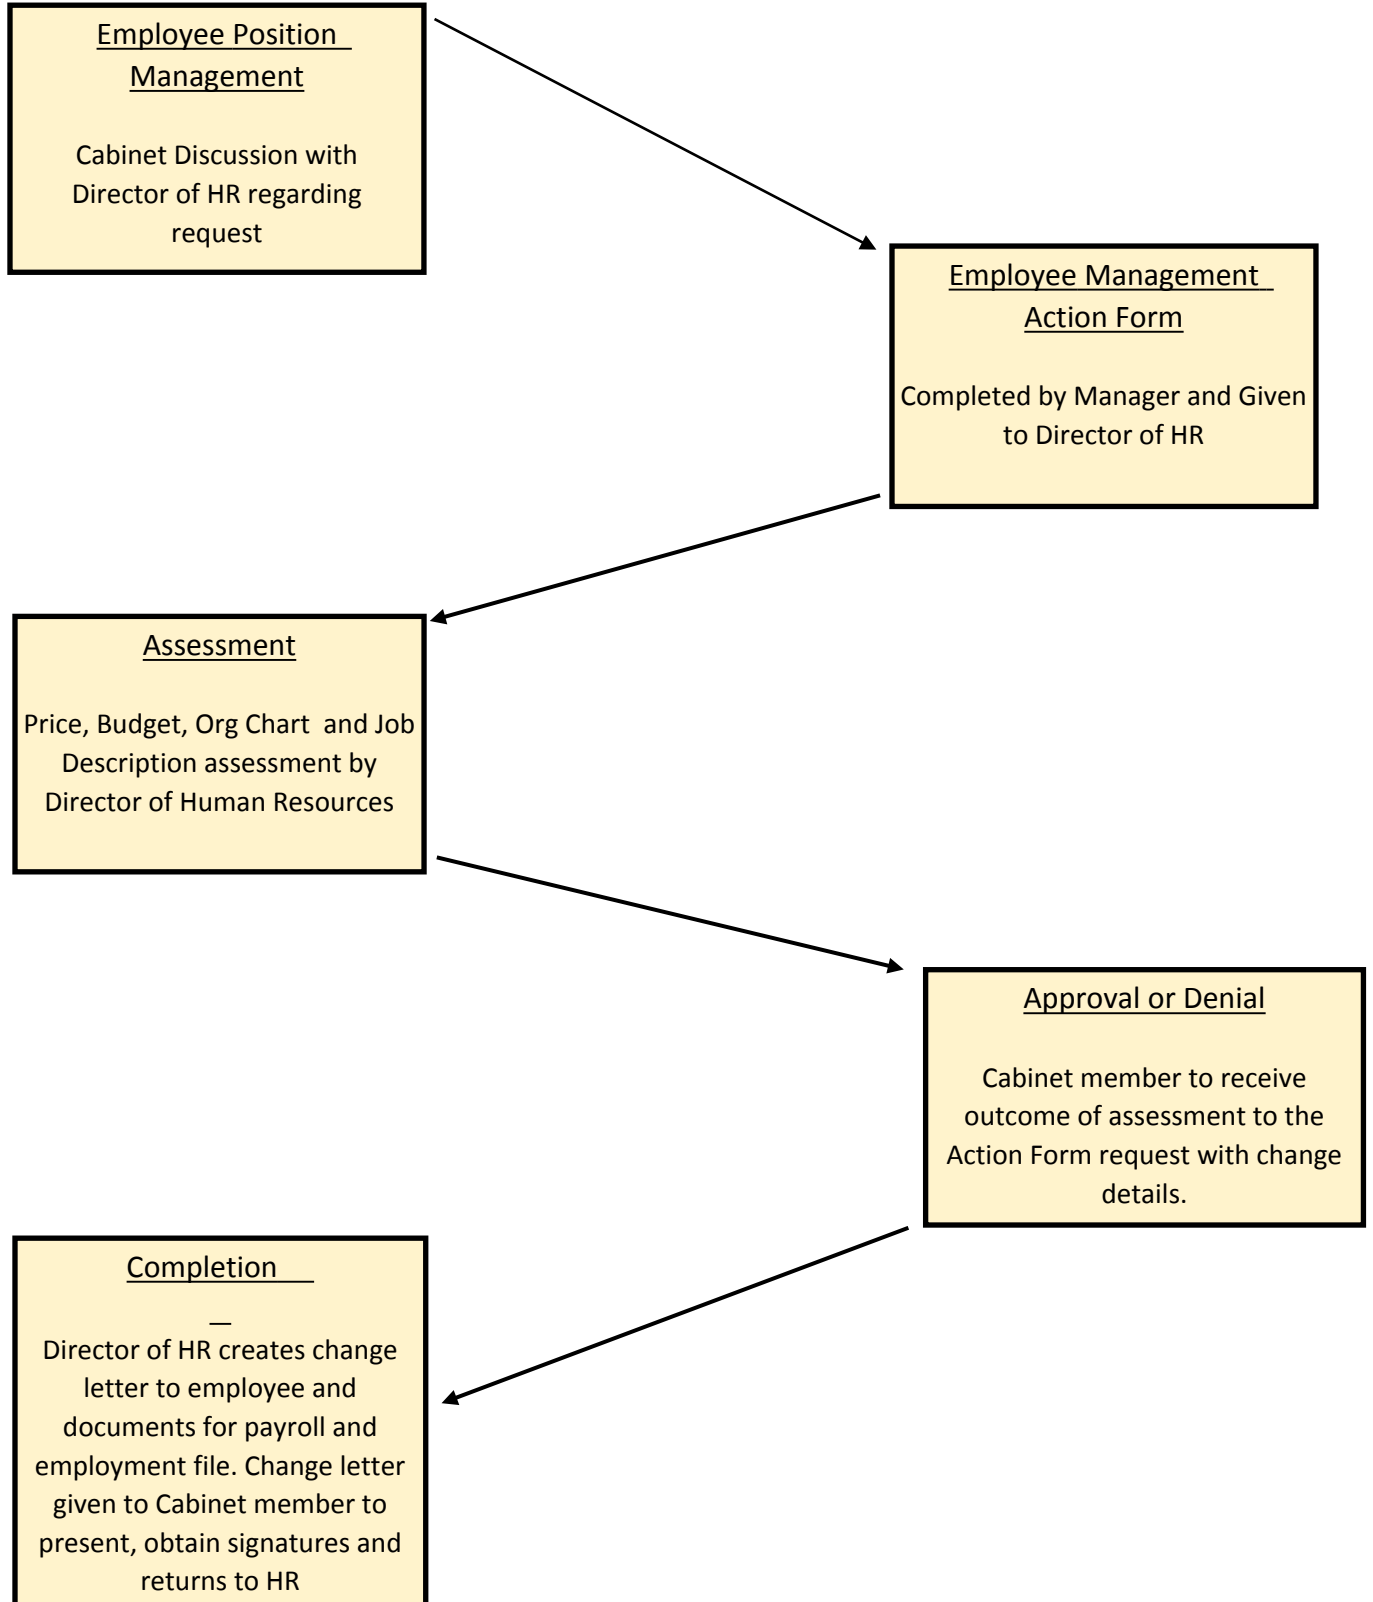 Employee Position
Management
Cabinet Discussion with
Director of HR regarding
request
Employee Management
Action Form
Completed by Manager and Given
to Director of HR
Assessment
Price, Budget, Org Chart and Job
Description assessment by
Director of Human Resources
Approval or Denial
Cabinet member to receive
outcome of assessment to the
Action Form request with change
details.
Completion
Director of HR creates change
letter to employee and
documents for payroll and
employment file. Change letter
given to Cabinet member to
present, obtain signatures and
returns to HR